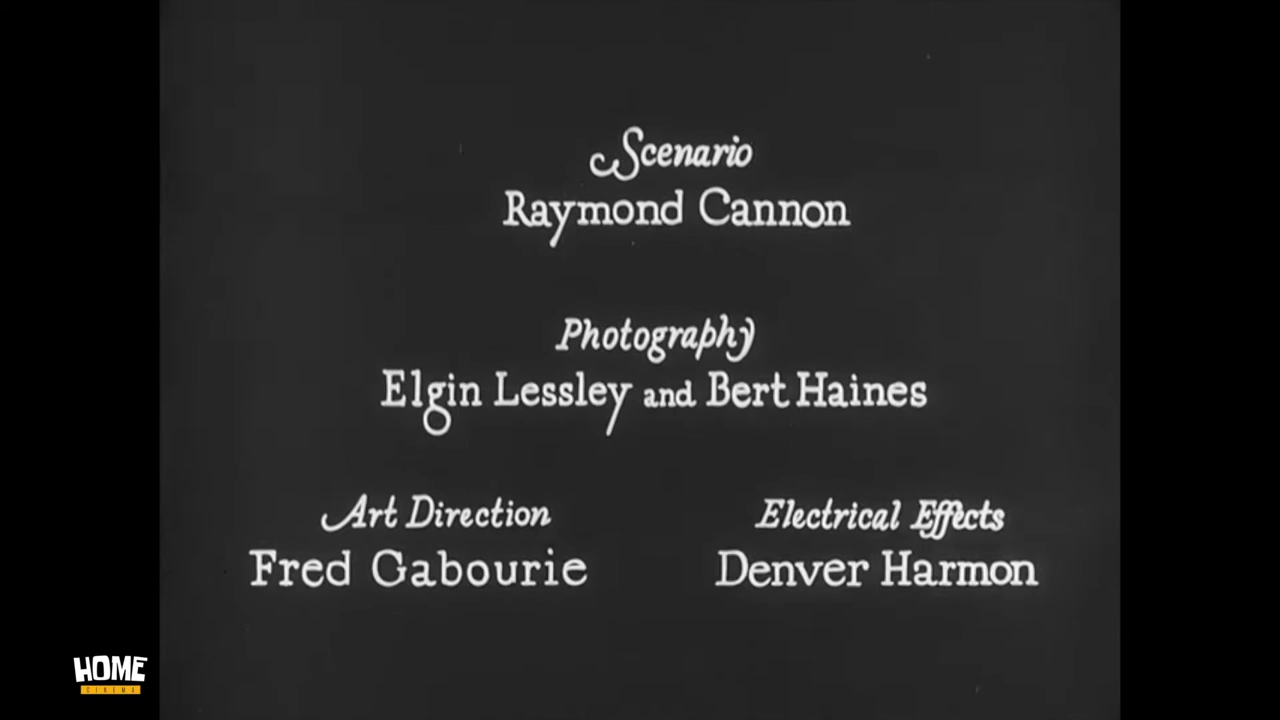 Scenario
Raymond Cannon
Photography
Elgin Lessley and Bert Haines
Art Direction
Fred Gabourie
Electrical Effects
Denver Harmon
HOME
CINEMA